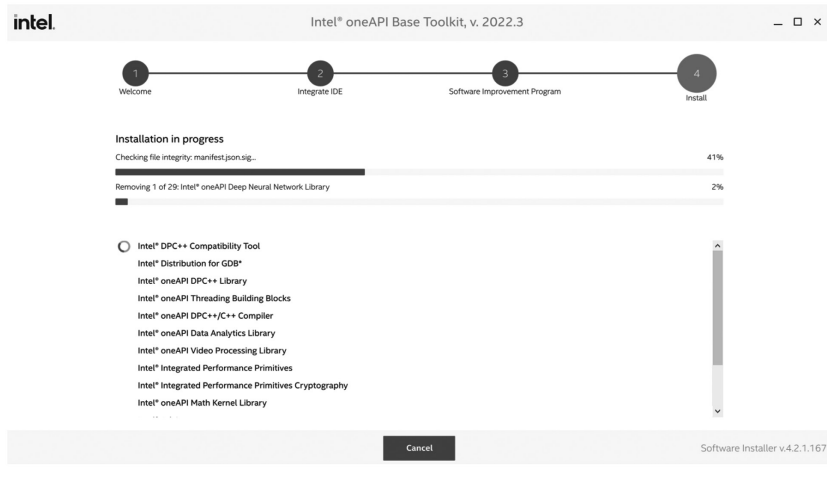 intel.
Intel® oneAPI Base Toolkit, v. 2022.3
1
Welcome
2
Integrate IDE
3
Software Improvement Program
4
Install
Installation in progress
Checking file integrity: manifest.json.sig...
41%
Removing 1 of 29: Intel® oneAPI Deep Neural Network Library
2%
Intel® DPC++ Compatibility Tool
Intel® Distribution for GDB*
Intel® oneAPI DPC++ Library
Intel® oneAPI Threading Building Blocks
Intel® oneAPI DPC++/C++ Compiler
Intel® oneAPI Data Analytics Library
Intel® oneAPI Video Processing Library
Intel® Integrated Performance Primitives
Intel® Integrated Performance Primitives Cryptography
Intel® oneAPI Math Kernel Library
Cancel
Software Installer v.4.2.1.167